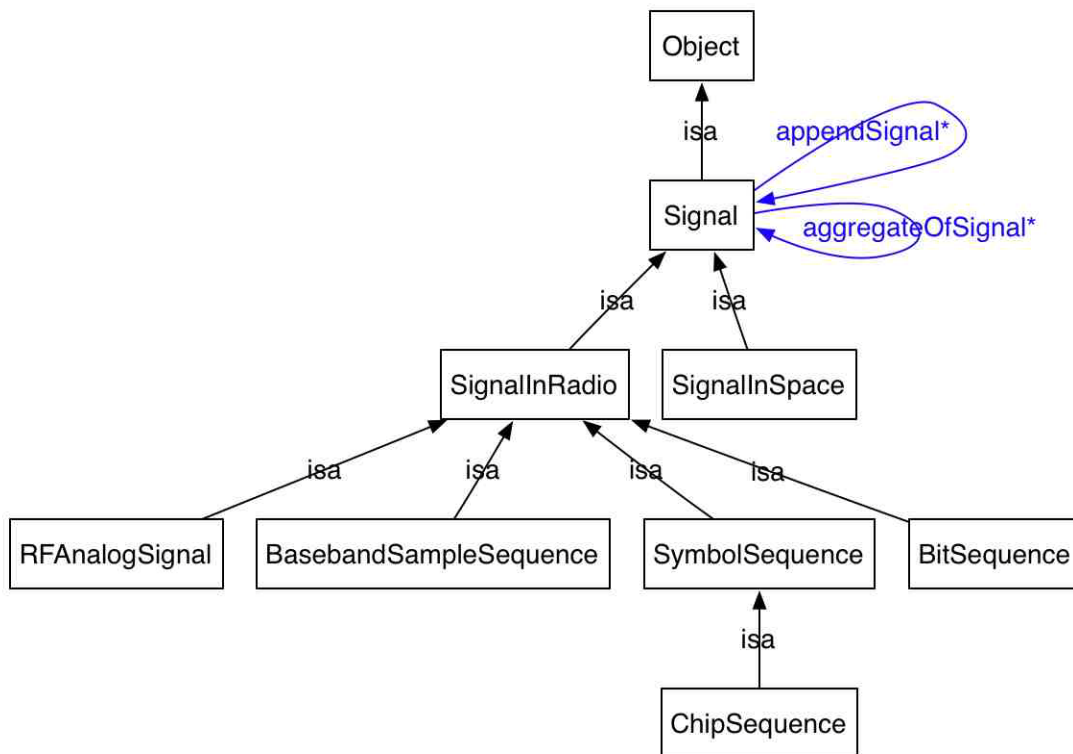 Object
isa
appendSignal*
Signal
aggregateOfSignal*
isa
isa
SignalInRadio
SignalInSpace
isa
isa
isa
isa
RFAnalogSignal
BasebandSampleSequence
SymbolSequence
BitSequence
isa
ChipSequence